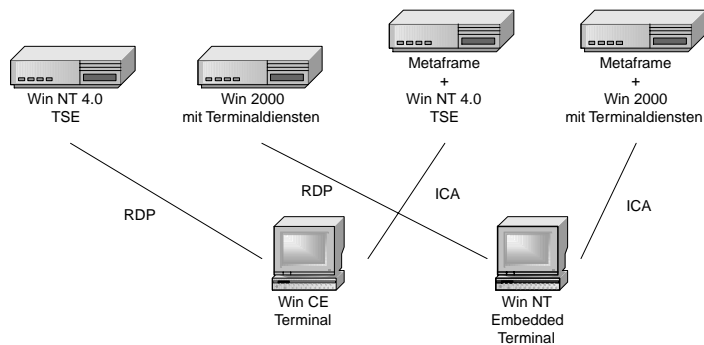 Win NT 4.0
TSE
Win 2000
mit Terminaldiensten
Metaframe
+
Win NT 4.0
TSE
Metaframe
+
Win 2000
mit Terminaldiensten
RDP
RDP
ICA
ICA
Win CE
Terminal
Win NT
Embedded
Terminal